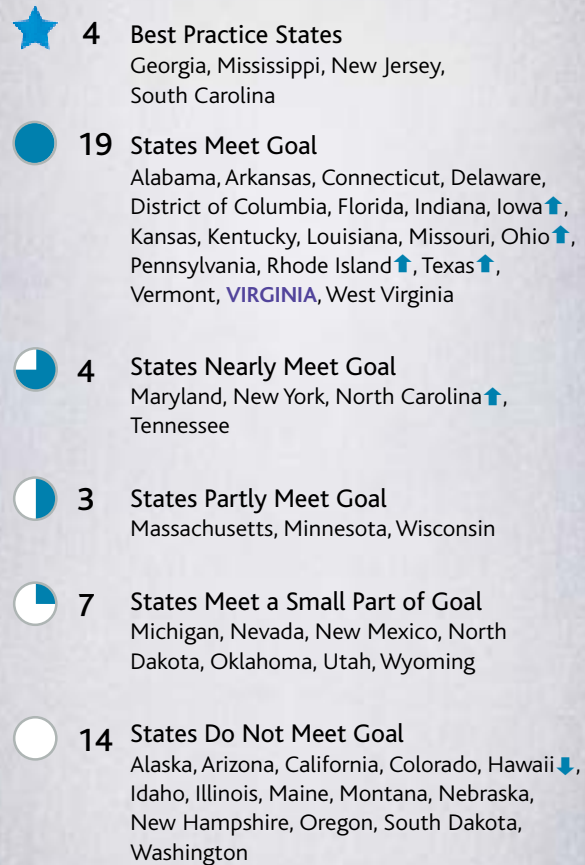 4 Best Practice States
Georgia, Mississippi, New Jersey,
South Carolina
19 States Meet Goal
Alabama, Arkansas, Connecticut, Delaware,
District of Columbia, Florida, Indiana, Iowa⬆,
Kansas, Kentucky, Louisiana, Missouri, Ohio⬆,
Pennsylvania, Rhode Island⬆, Texas⬆,
Vermont, VIRGINIA, West Virginia
4 States Nearly Meet Goal
Maryland, New York, North Carolina⬆,
Tennessee
3 States Partly Meet Goal
Massachusetts, Minnesota, Wisconsin
7 States Meet a Small Part of Goal
Michigan, Nevada, New Mexico, North
Dakota, Oklahoma, Utah, Wyoming
14 States Do Not Meet Goal
Alaska, Arizona, California, Colorado, Hawaii⬇,
Idaho, Illinois, Maine, Montana, Nebraska,
New Hampshire, Oregon, South Dakota,
Washington